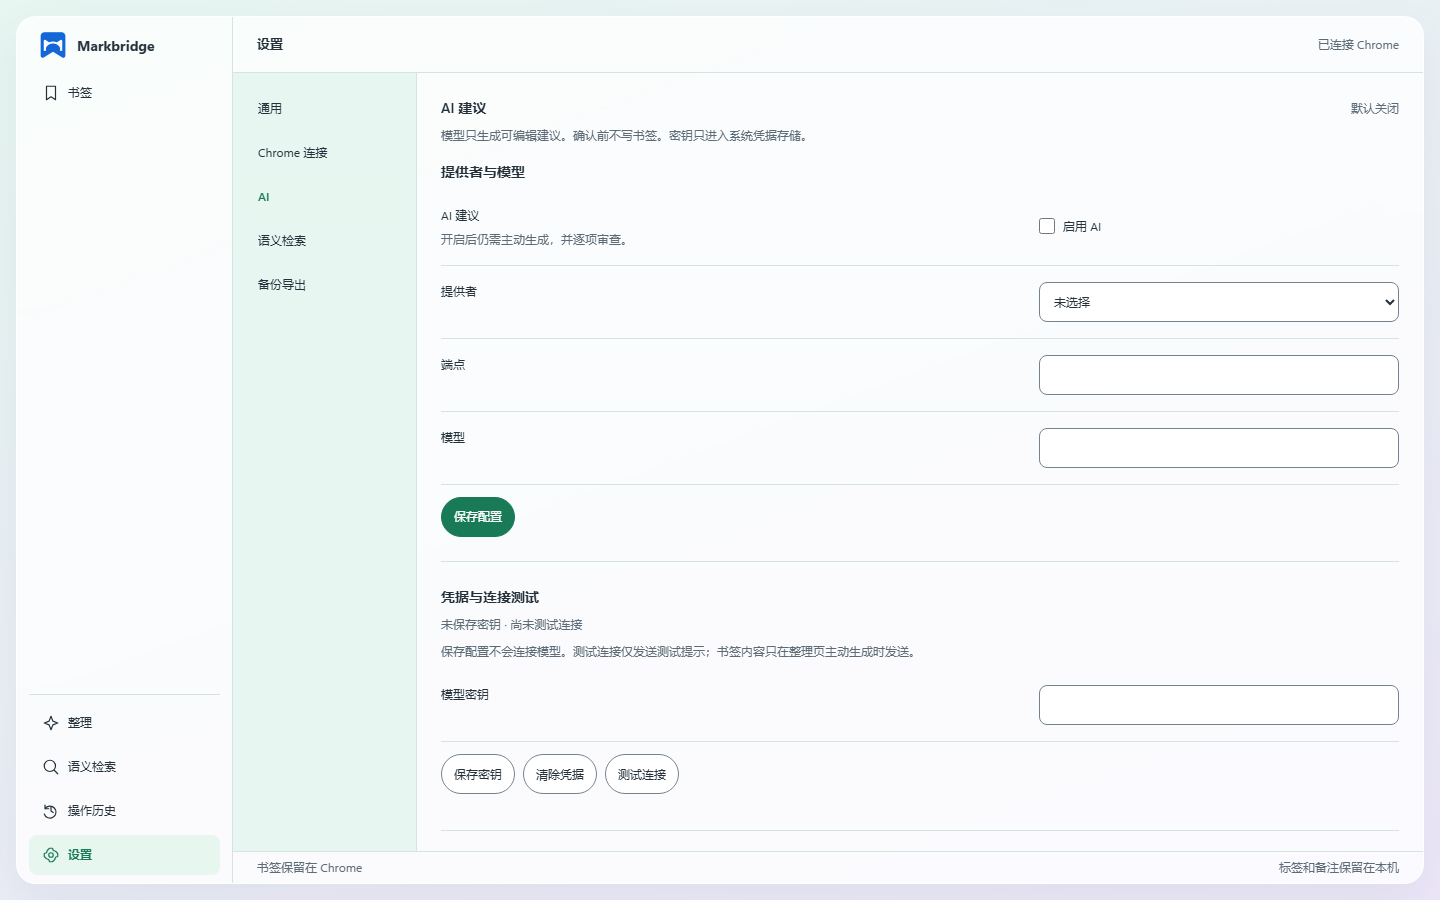 Markbridge
书签
整理
语义检索
操作历史
设置
设置
已连接 Chrome
通用
Chrome 连接
AI
语义检索
备份导出
AI 建议
默认关闭
模型只生成可编辑建议。确认前不写书签。密钥只进入系统凭据存储。
提供者与模型
AI 建议
开启后仍需主动生成，并逐项审查。
启用 AI
提供者
未选择
端点
模型
保存配置
凭据与连接测试
未保存密钥 · 尚未测试连接
保存配置不会连接模型。测试连接仅发送测试提示；书签内容只在整理页主动生成时发送。
模型密钥
保存密钥
清除凭据
测试连接
书签保留在 Chrome
标签和备注保留在本机